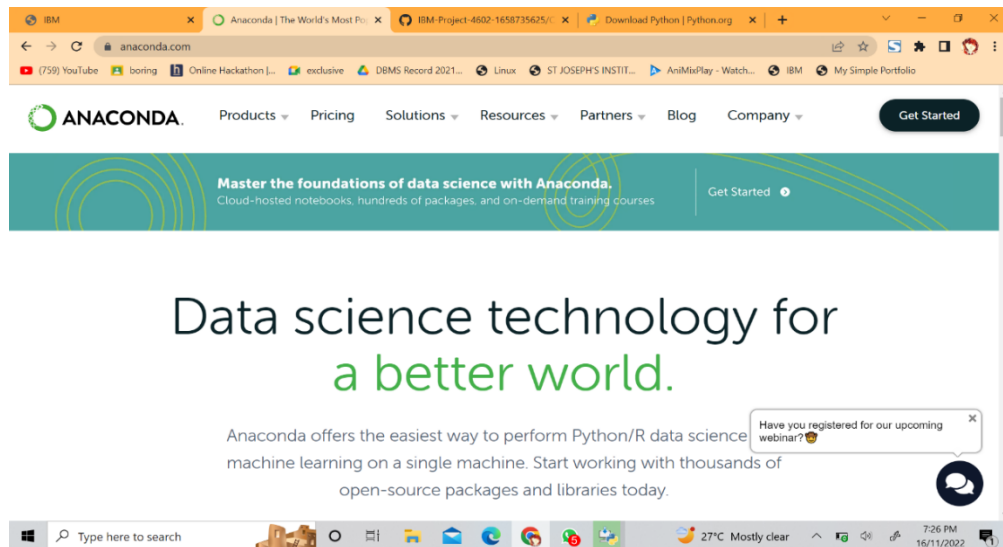 IBM
Anaconda | The World's Most Po
IBM-Project-4602-1658735625/C
Download Python | Python.org
anaconda.com
(759) YouTube boring Online Hackathon |... exclusive DBMS Record 2021... Linux ST JOSEPH'S INSTIT... AniMixPlay - Watch... IBM My Simple Portfolio
ANACONDA. Products Pricing Solutions Resources Partners Blog Company Get Started
Master the foundations of data science with Anaconda.
Cloud-hosted notebooks, hundreds of packages, and on-demand training courses
Get Started
Data science technology for
a better world.
Anaconda offers the easiest way to perform Python/R data science
machine learning on a single machine. Start working with thousands of
open-source packages and libraries today.
Have you registered for our upcoming
webinar?🤠
Type here to search
27°C Mostly clear
7:26 PM
16/11/2022